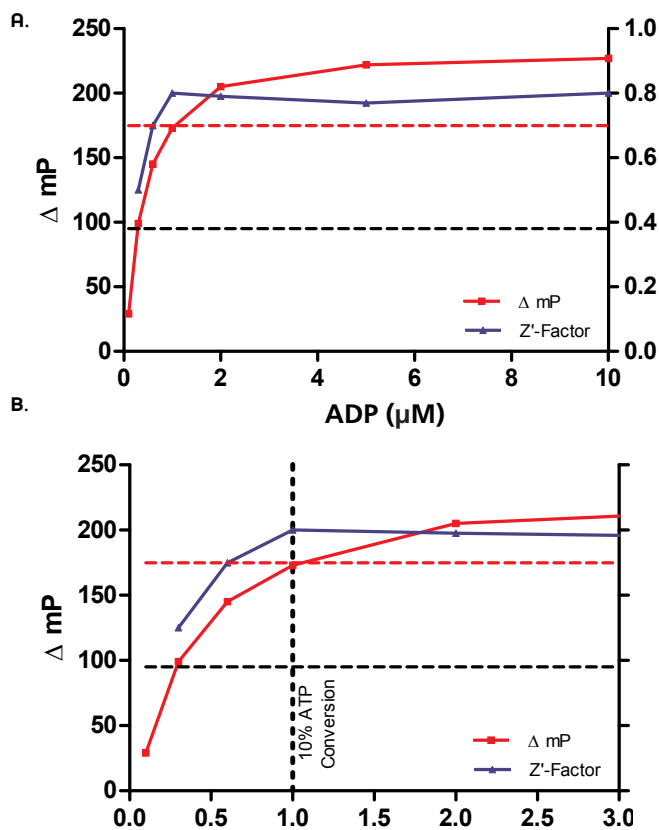 A.
250
200
150
100
50
0
Δ mP
1.0
0.8
0.6
0.4
0.2
0.0
Δ mP
Z'-Factor
0 2 4 6 8 10
ADP (µM)
B.
250
200
150
100
50
0
Δ mP
10% ATP
Conversion
Δ mP
Z'-Factor
0.0 0.5 1.0 1.5 2.0 2.5 3.0